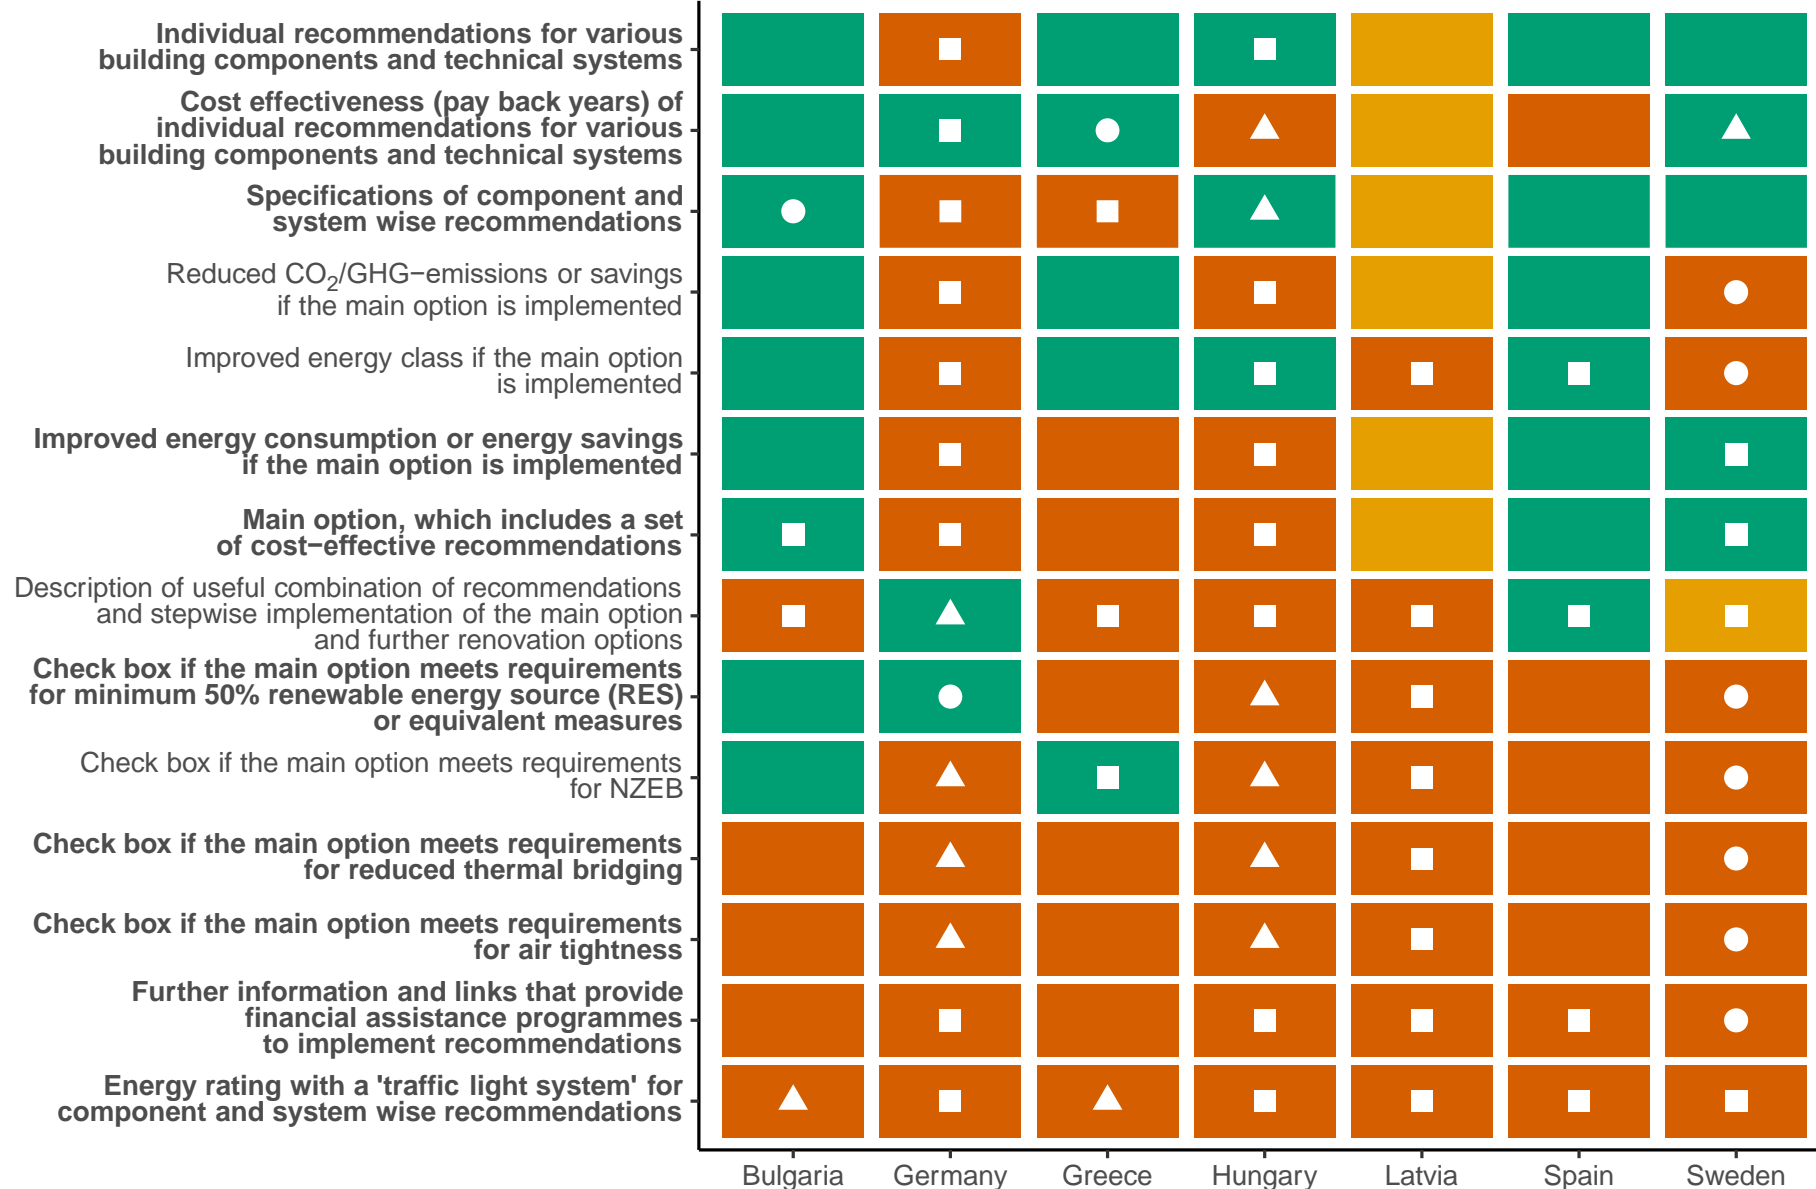 Individual recommendations for various
building components and technical systems
Cost effectiveness (pay back years) of
individual recommendations for various
building components and technical systems
Specifications of component and
system wise recommendations
Reduced CO₂/GHG−emissions or savings
if the main option is implemented
Improved energy class if the main option
is implemented
Improved energy consumption or energy savings
if the main option is implemented
Main option, which includes a set
of cost−effective recommendations
Description of useful combination of recommendations
and stepwise implementation of the main option
and further renovation options
Check box if the main option meets requirements
for minimum 50% renewable energy source (RES)
or equivalent measures
Check box if the main option meets requirements
for NZEB
Check box if the main option meets requirements
for reduced thermal bridging
Check box if the main option meets requirements
for air tightness
Further information and links that provide
financial assistance programmes
to implement recommendations
Energy rating with a 'traffic light system' for
component and system wise recommendations
Bulgaria Germany Greece Hungary Latvia Spain Sweden